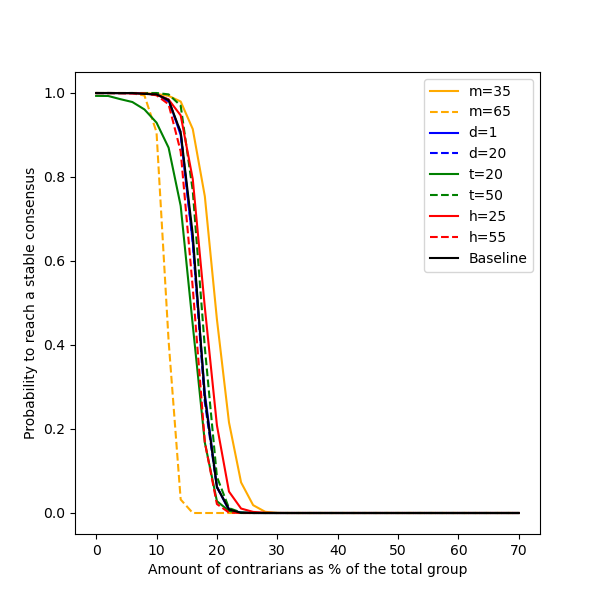 1.0
0.8
0.6
0.4
0.2
0.0
Probability to reach a stable consensus
m=35
m=65
d=1
d=20
t=20
t=50
h=25
h=55
Baseline
0 10 20 30 40 50 60 70
Amount of contrarians as % of the total group